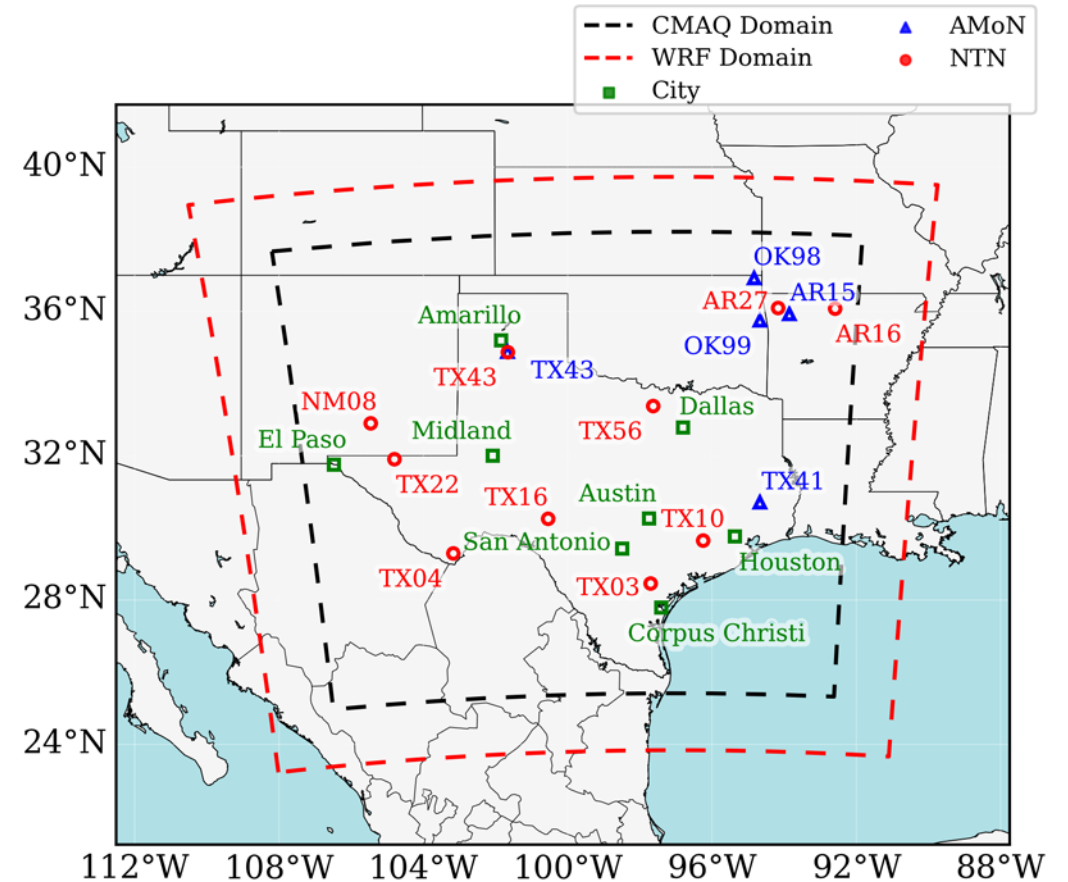 CMAQ Domain
WRF Domain
City
AMoN
NTN
40°N
36°N
32°N
28°N
24°N
OK98
AR27
AR15
Amarillo
AR16
OK99
TX43
TX43
NM08
Dallas
Midland
TX56
El Paso
TX22
TX41
TX16
Austin
TX10
San Antonio
Houston
TX04
TX03
Corpus Christi
112°W
108°W
104°W
100°W
96°W
92°W
88°W